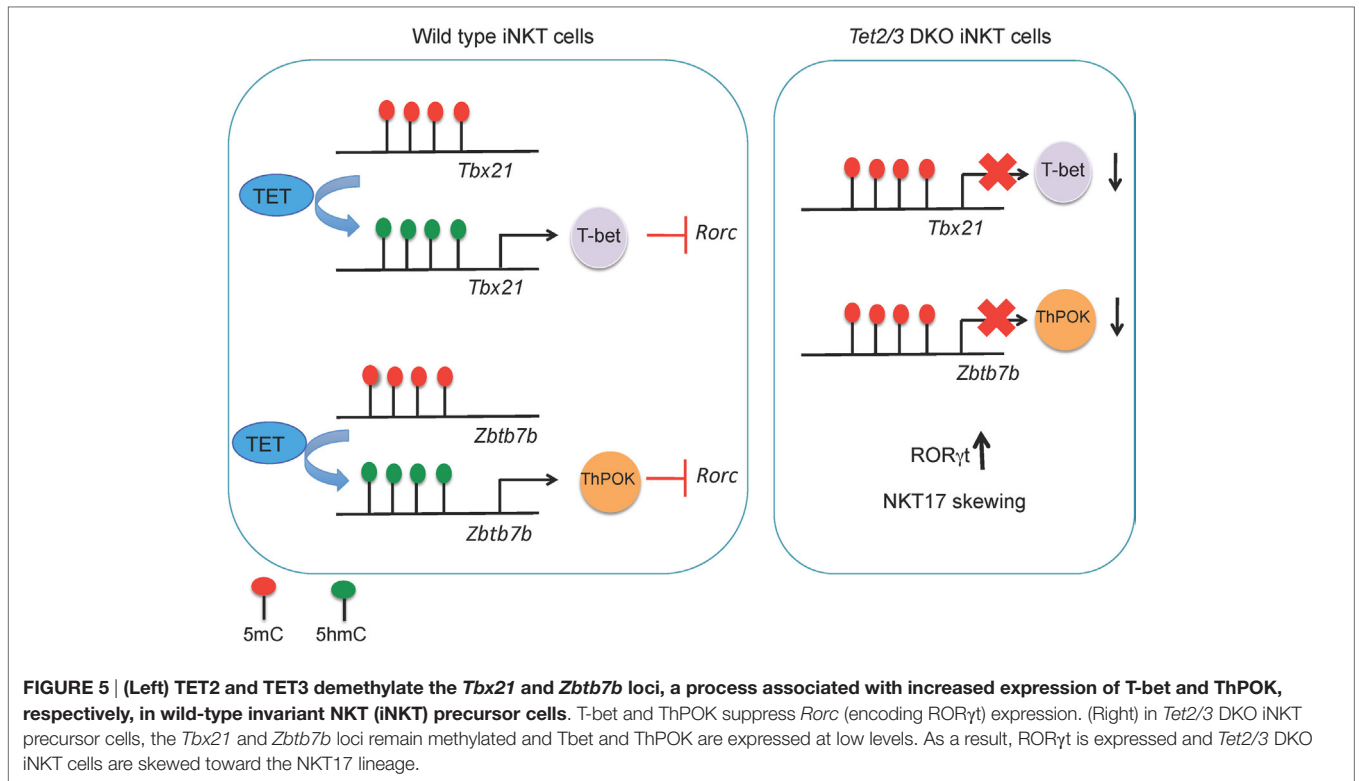 Wild type iNKT cells
Tet2/3 DKO iNKT cells
Tbx21
TET
T-bet
Rorc
Tbx21
Zbtb7b
TET
ThPOK
Rorc
Zbtb7b
5mC
5hmC
T-bet
Tbx21
ThPOK
Zbtb7b
RORγt
NKT17 skewing
FIGURE 5 | (Left) TET2 and TET3 demethylate the Tbx21 and Zbtb7b loci, a process associated with increased expression of T-bet and ThPOK,
respectively, in wild-type invariant NKT (iNKT) precursor cells. T-bet and ThPOK suppress Rorc (encoding RORγt) expression. (Right) in Tet2/3 DKO iNKT
precursor cells, the Tbx21 and Zbtb7b loci remain methylated and Tbet and ThPOK are expressed at low levels. As a result, RORγt is expressed and Tet2/3 DKO
iNKT cells are skewed toward the NKT17 lineage.